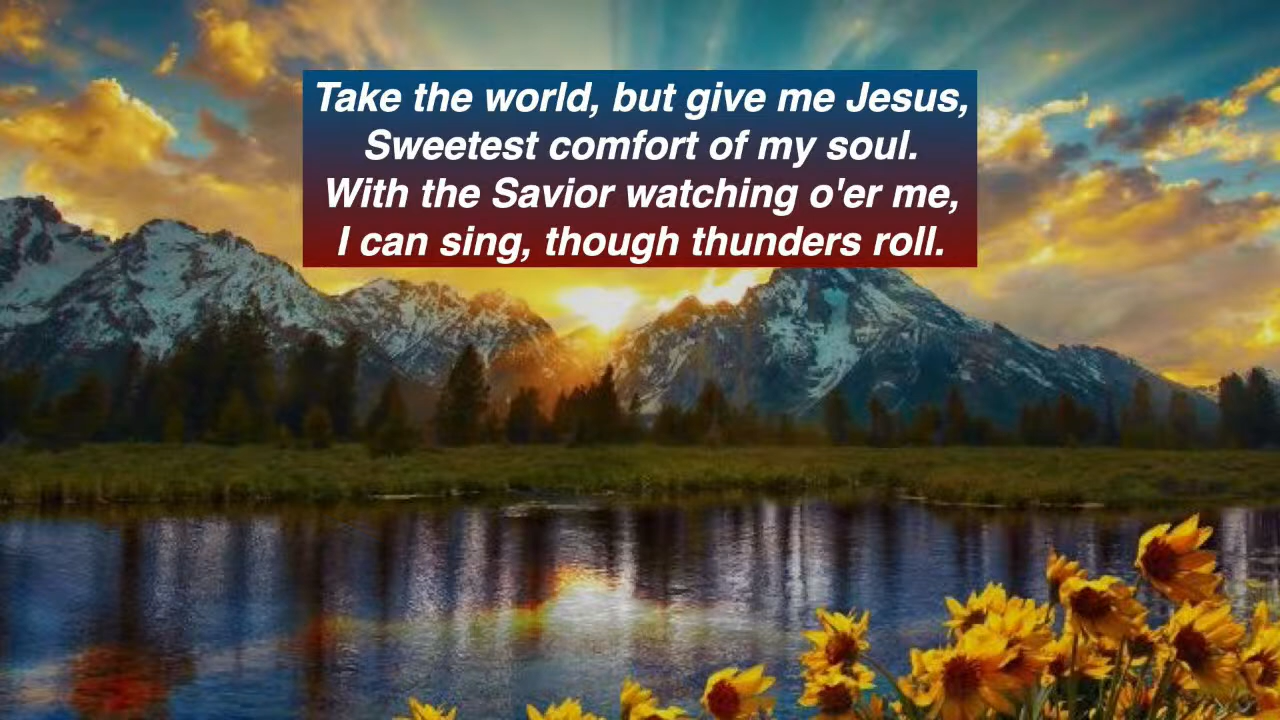 Take the world, but give me Jesus,
Sweetest comfort of my soul.
With the Savior watching o'er me,
I can sing, though thunders roll.